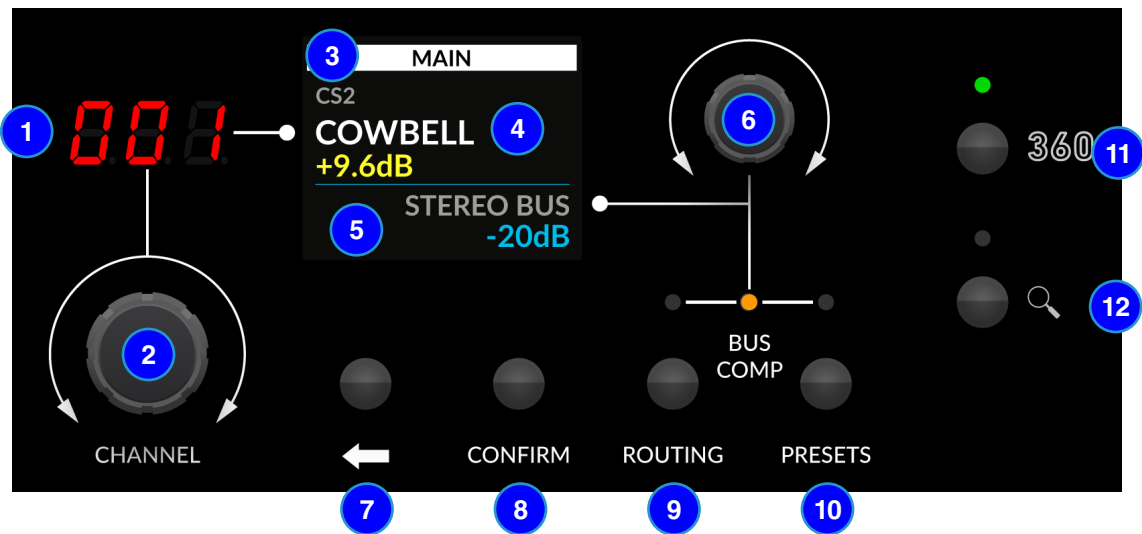 1
001
3
MAIN
CS2
COWBELL
4
+9.6dB
5
STEREO BUS
-20dB
6
360
11
12
2
BUS
COMP
CHANNEL
CONFIRM
ROUTING
PRESETS
7
8
9
10